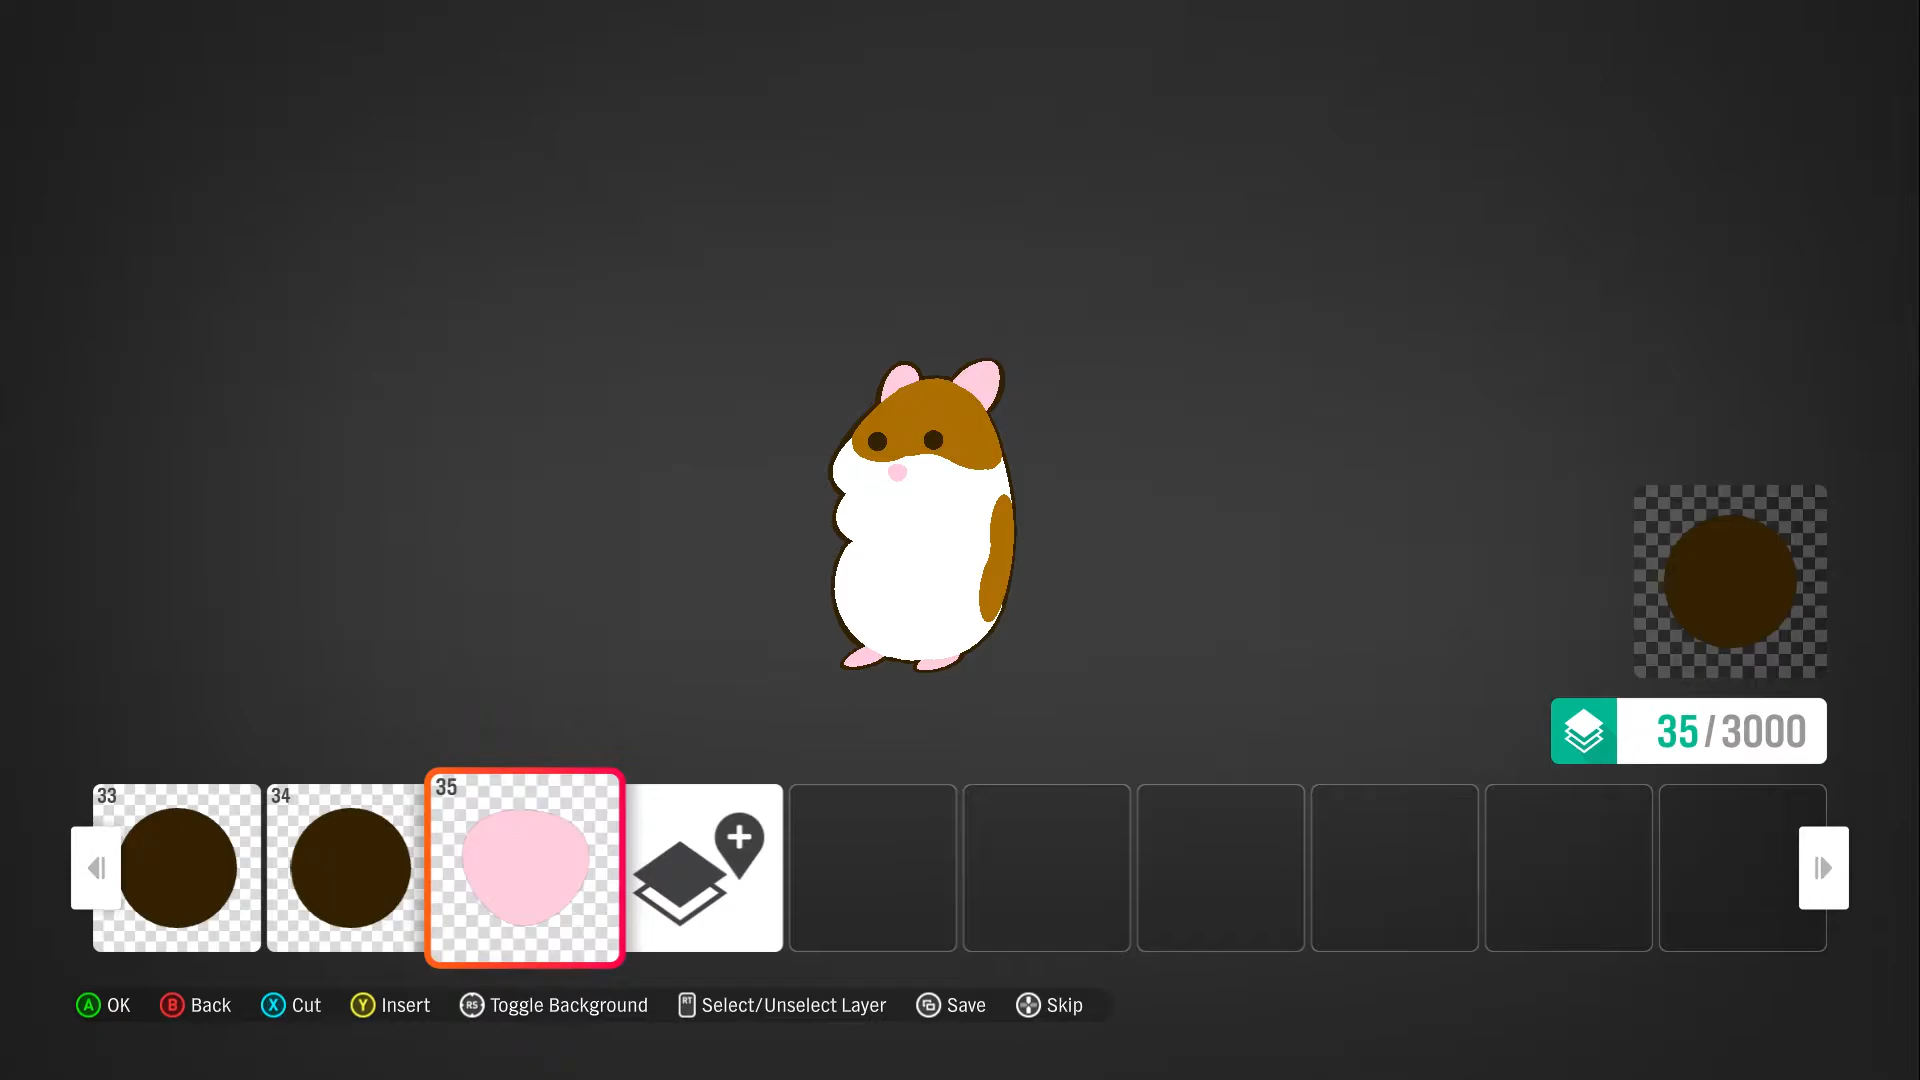 35/3000
33
34
35
A OK
B Back
X Cut
Y Insert
RS Toggle Background
RT Select/Unselect Layer
Save
Skip